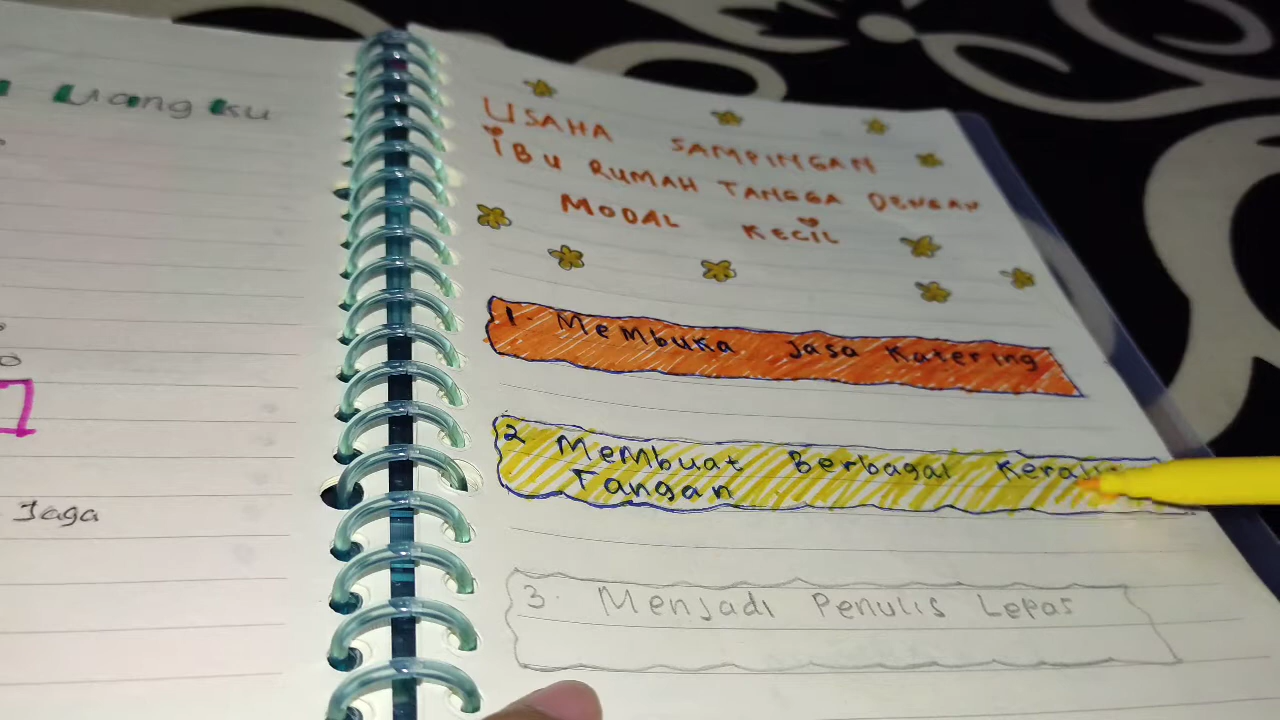 uang ku
Jaga
USAHA SAMPINGAN
IBU RUMAH TANGGA DENGAN
MODAL KECIL
1. Membuka Jasa Katering
2 Membuat Berbagai
Tangan
3. Menjadi Penulis Lepas